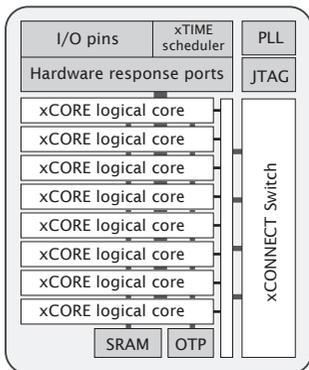 I/O pins
xTIME
scheduler
PLL
Hardware response ports
JTAG
xCORE logical core
xCORE logical core
xCORE logical core
xCORE logical core
xCORE logical core
xCORE logical core
xCORE logical core
xCORE logical core
xCONNECT Switch
SRAM
OTP